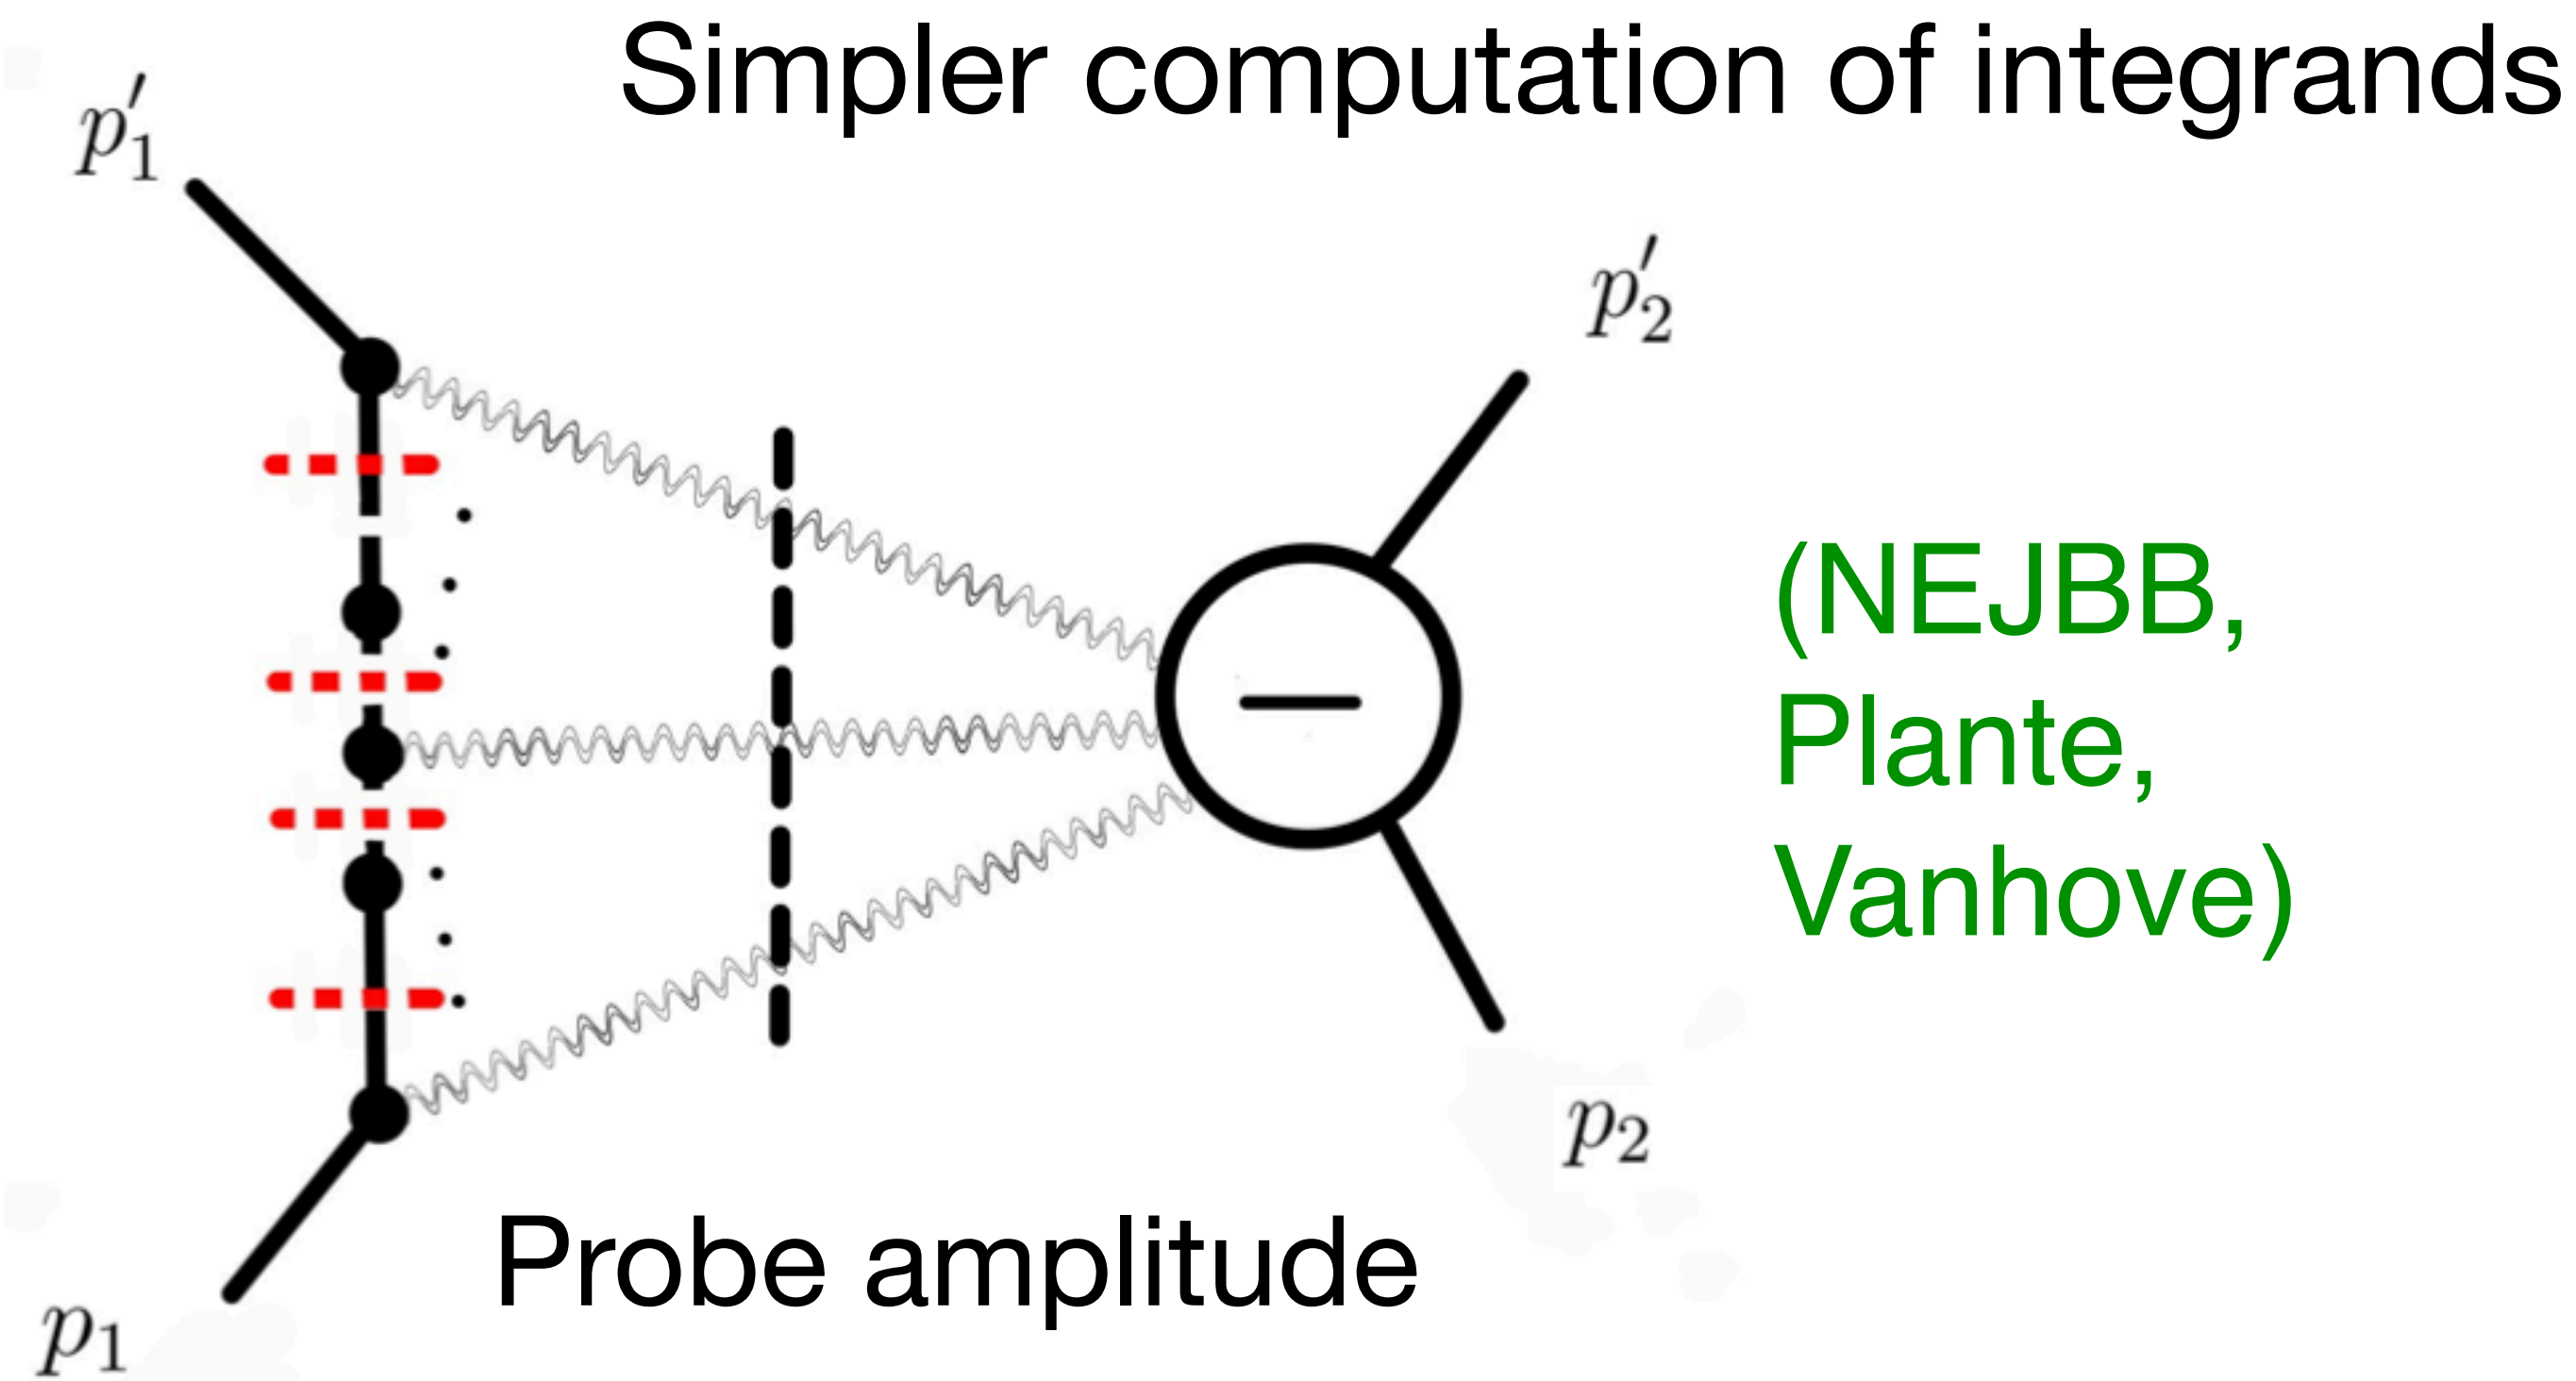 Simpler computation of integrands
p′₁
p′₂
(NEJBB,
Plante,
Vanhove)
−
p₂
Probe amplitude
p₁